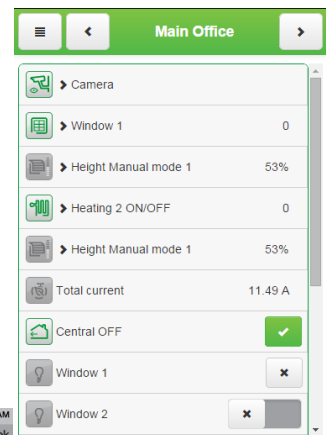 Main Office
Camera
Window 1 0
Height Manual mode 1 53%
Heating 2 ON/OFF 0
Height Manual mode 1 53%
Total current 11.49 A
Central OFF
Window 1
Window 2
AM